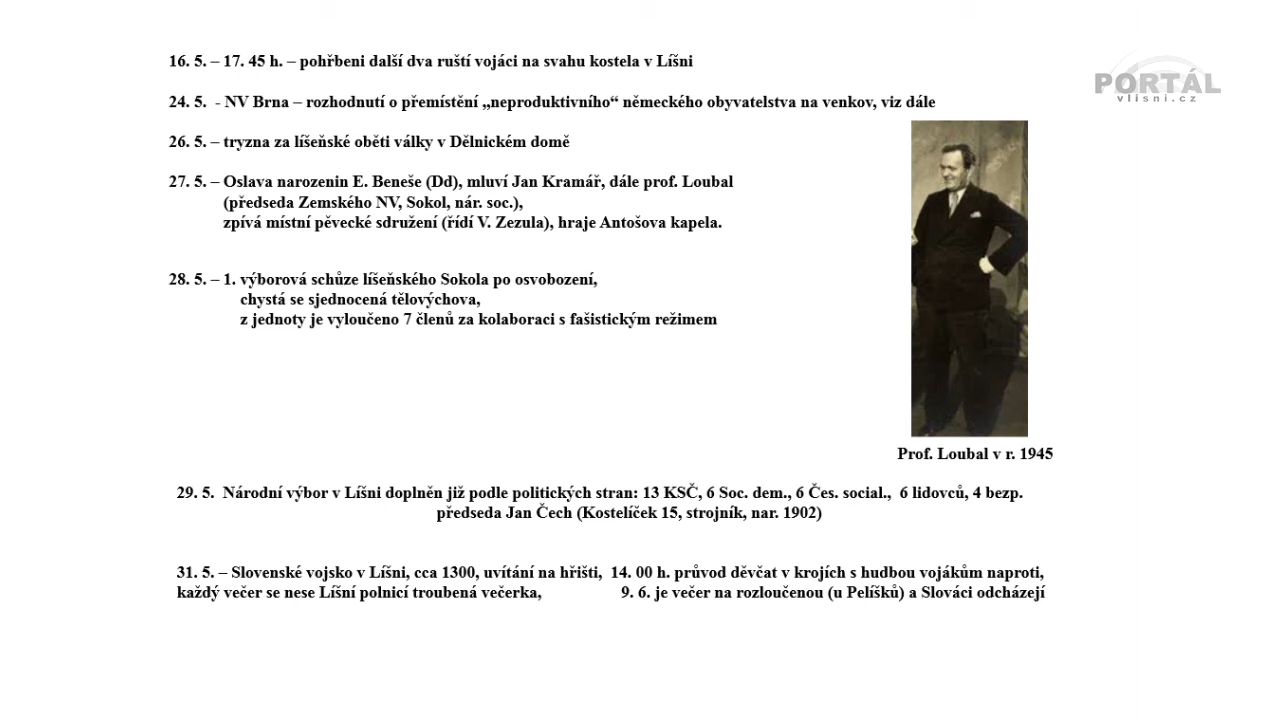 16. 5. – 17. 45 h. – pohřbeni další dva ruští vojáci na svahu kostela v Líšni
PORTÁL
vlisni.cz
24. 5.  - NV Brna – rozhodnutí o přemístění „neproduktivního“ německého obyvatelstva na venkov, viz dále
26. 5. – tryzna za líšeňské oběti války v Dělnickém domě
27. 5. – Oslava narozenin E. Beneše (Dd), mluví Jan Kramář, dále prof. Loubal
(předseda Zemského NV, Sokol, nár. soc.),
zpívá místní pěvecké sdružení (řídí V. Zezula), hraje Antošova kapela.
28. 5. – 1. výborová schůze líšeňského Sokola po osvobození,
chystá se sjednocená tělovýchova,
z jednoty je vyloučeno 7 členů za kolaboraci s fašistickým režimem
Prof. Loubal v r. 1945
29. 5.  Národní výbor v Líšni doplněn již podle politických stran: 13 KSČ, 6 Soc. dem., 6 Čes. social.,  6 lidovců, 4 bezp.
předseda Jan Čech (Kostelíček 15, strojník, nar. 1902)
31. 5. – Slovenské vojsko v Líšni, cca 1300, uvítání na hřišti,  14. 00 h. průvod děvčat v krojích s hudbou vojákům naproti,
každý večer se nese Líšní polnicí troubená večerka, 9. 6. je večer na rozloučenou (u Pelíšků) a Slováci odcházejí